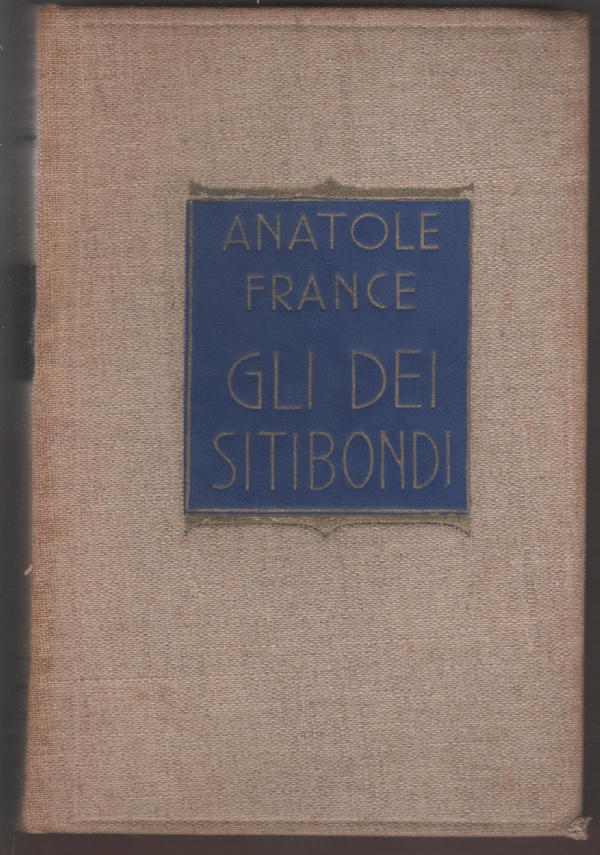 ANATOLE
FRANCE
GLI DEI
SITIBONDI